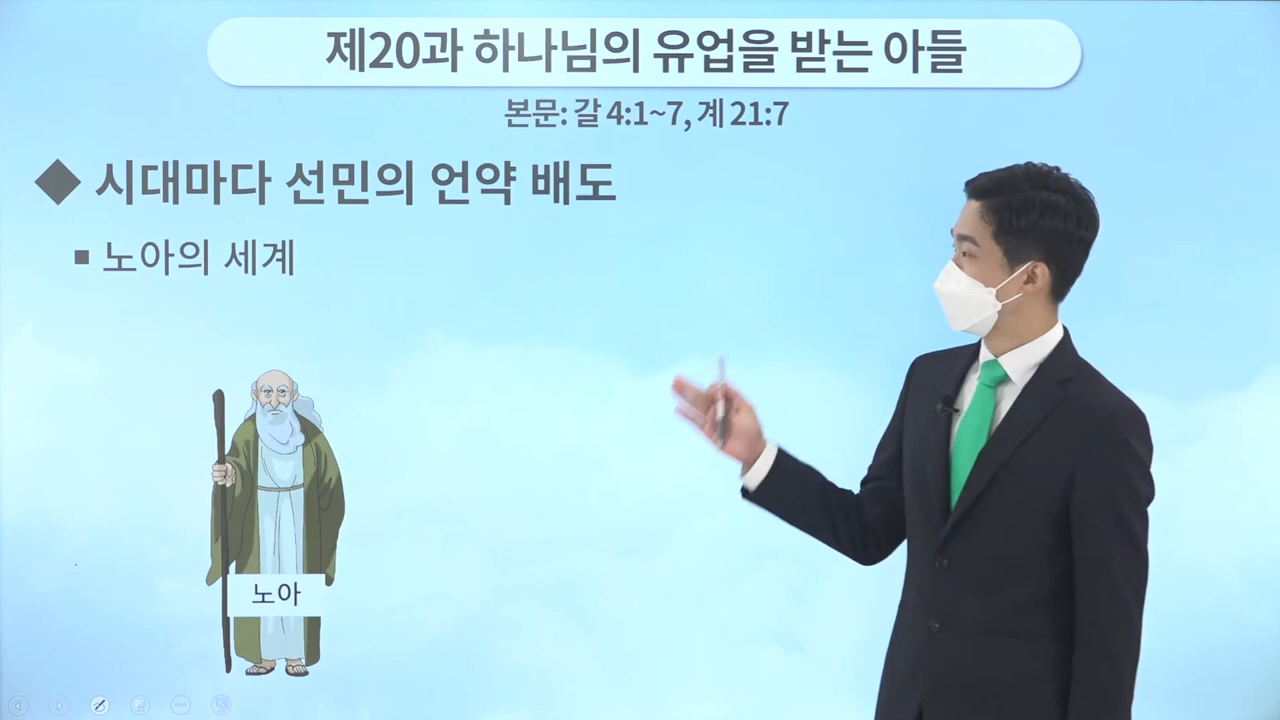 제20과 하나님의 유업을 받는 아들
본문: 갈 4:1~7, 계 21:7
◆ 시대마다 선민의 언약 배도
▪ 노아의 세계
노아